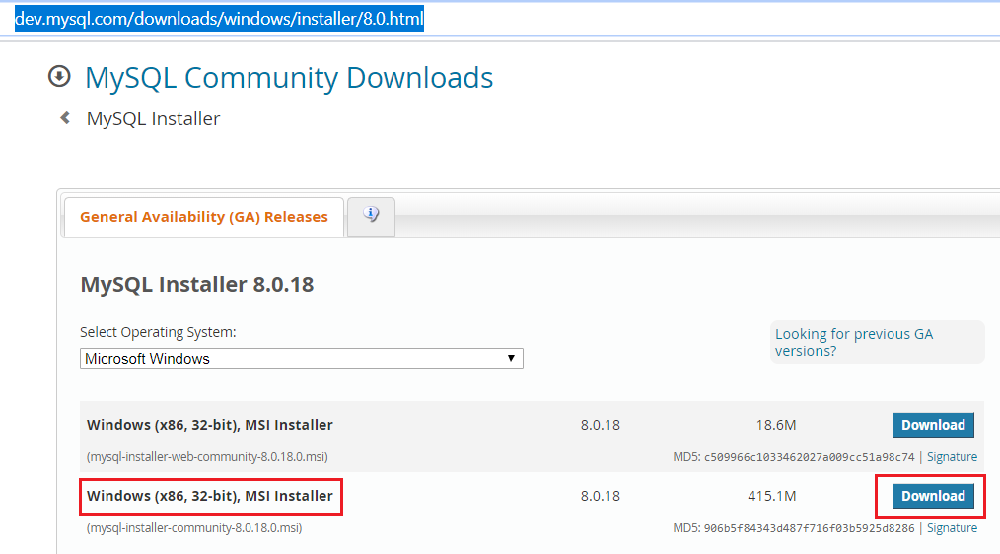 dev.mysql.com/downloads/windows/installer/8.0.html
MySQL Community Downloads
MySQL Installer
General Availability (GA) Releases
MySQL Installer 8.0.18
Select Operating System:
Microsoft Windows
Looking for previous GA
versions?
Windows (x86, 32-bit), MSI Installer 8.0.18 18.6M Download
(mysql-installer-web-community-8.0.18.0.msi) MD5: c509966c1033462027a009cc51a98c74 | Signature
Windows (x86, 32-bit), MSI Installer 8.0.18 415.1M Download
(mysql-installer-community-8.0.18.0.msi) MD5: 906b5f84343d487f716f03b5925d8286 | Signature